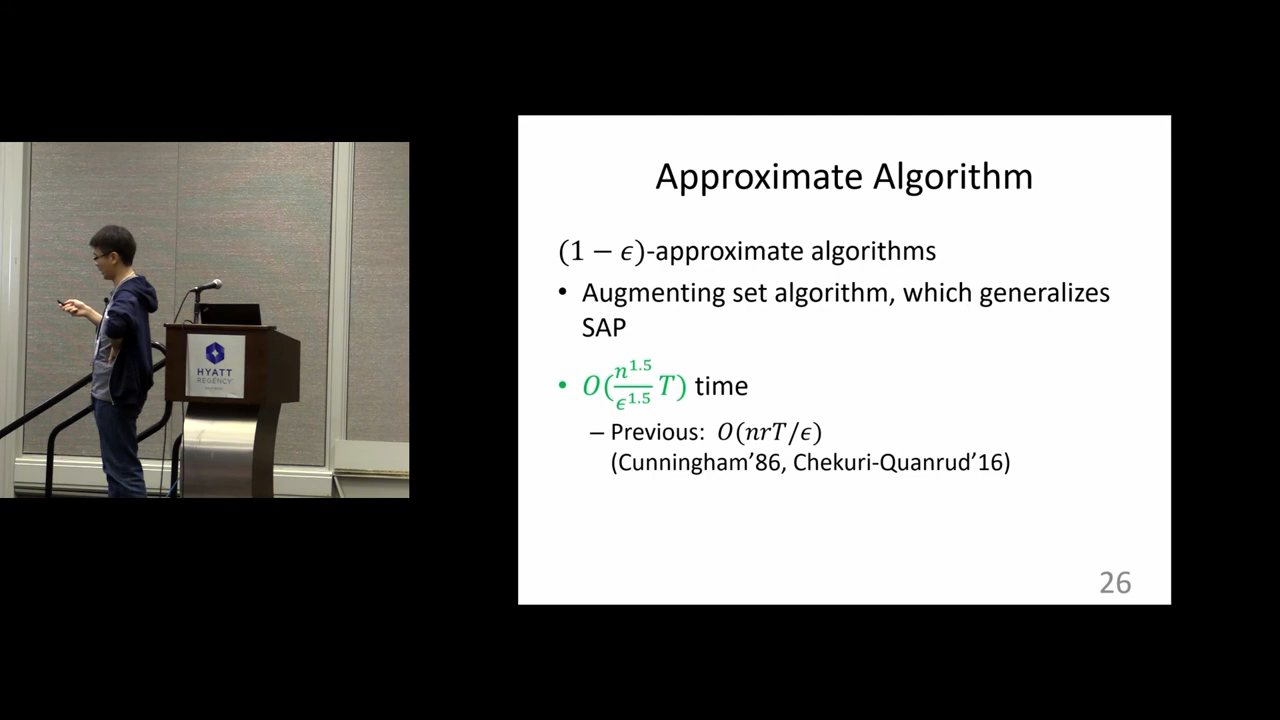 HYATT
REGENCY
Approximate Algorithm
(1 − ϵ)-approximate algorithms
• Augmenting set algorithm, which generalizes
SAP
• O(n^1.5/ϵ^1.5 T) time
– Previous: O(nrT/ϵ)
(Cunningham’86, Chekuri-Quanrud’16)
26